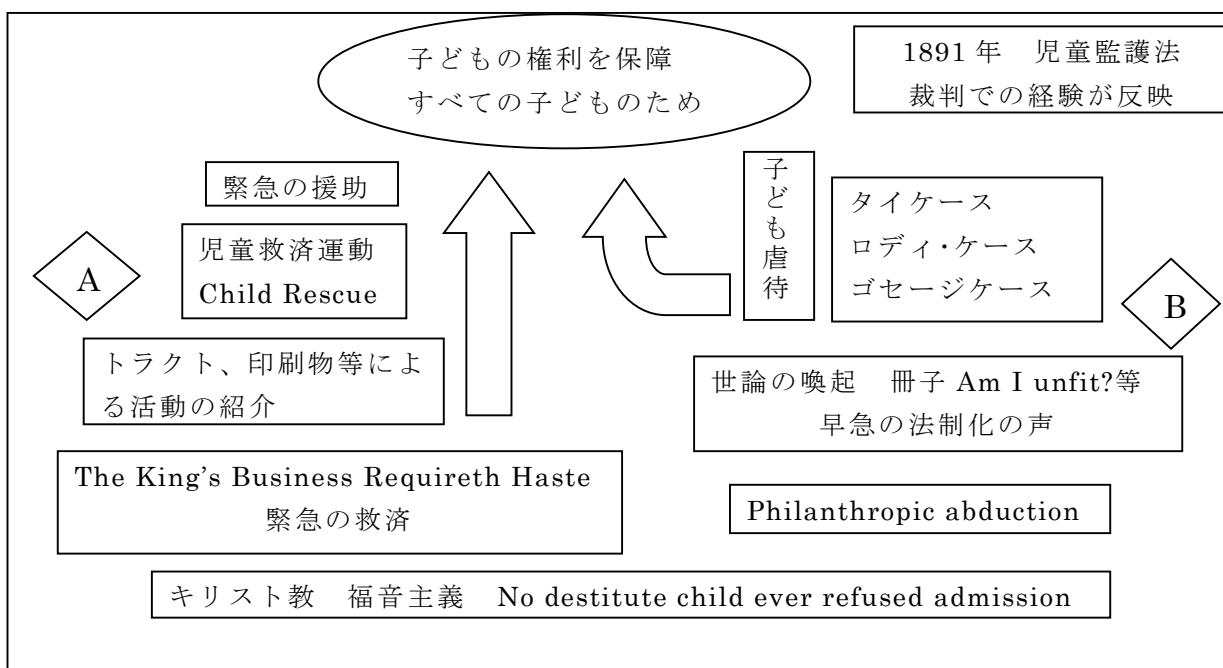 子どもの権利を保障
すべての子どものため
1891 年　児童監護法
裁判での経験が反映
緊急の援助
児童救済運動
Child Rescue
A
トラクト、印刷物等によ
る活動の紹介
The King’s Business Requireth Haste
緊急の救済
子ども虐待
タイケース
ロディ・ケース
ゴセージケース
B
世論の喚起　冊子 Am I unfit?等
早急の法制化の声
Philanthropic abduction
キリスト教　福音主義　No destitute child ever refused admission